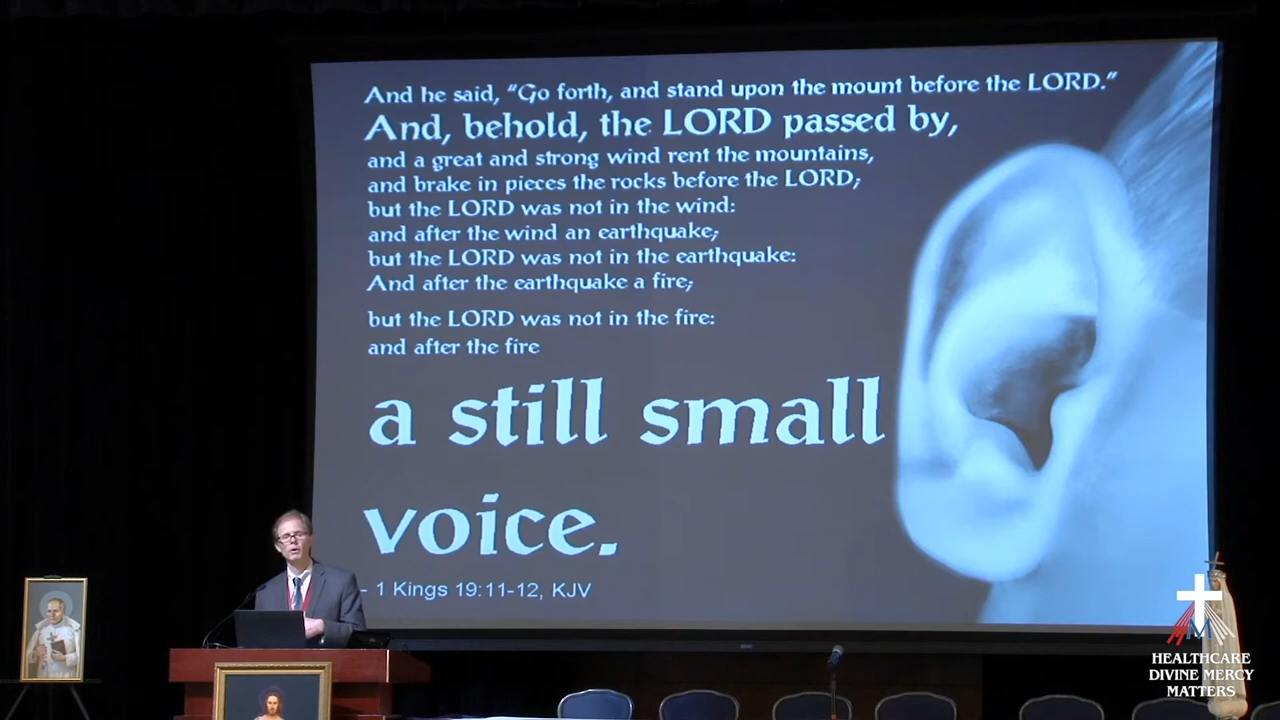 And he said, “Go forth, and stand upon the mount before the LORD.”
And, behold, the LORD passed by,
and a great and strong wind rent the mountains,
and brake in pieces the rocks before the LORD;
but the LORD was not in the wind:
and after the wind an earthquake;
but the LORD was not in the earthquake:
And after the earthquake a fire;
but the LORD was not in the fire:
and after the fire
a still small
voice.
- 1 Kings 19:11-12, KJV
HEALTHCARE
DIVINE MERCY
MATTERS